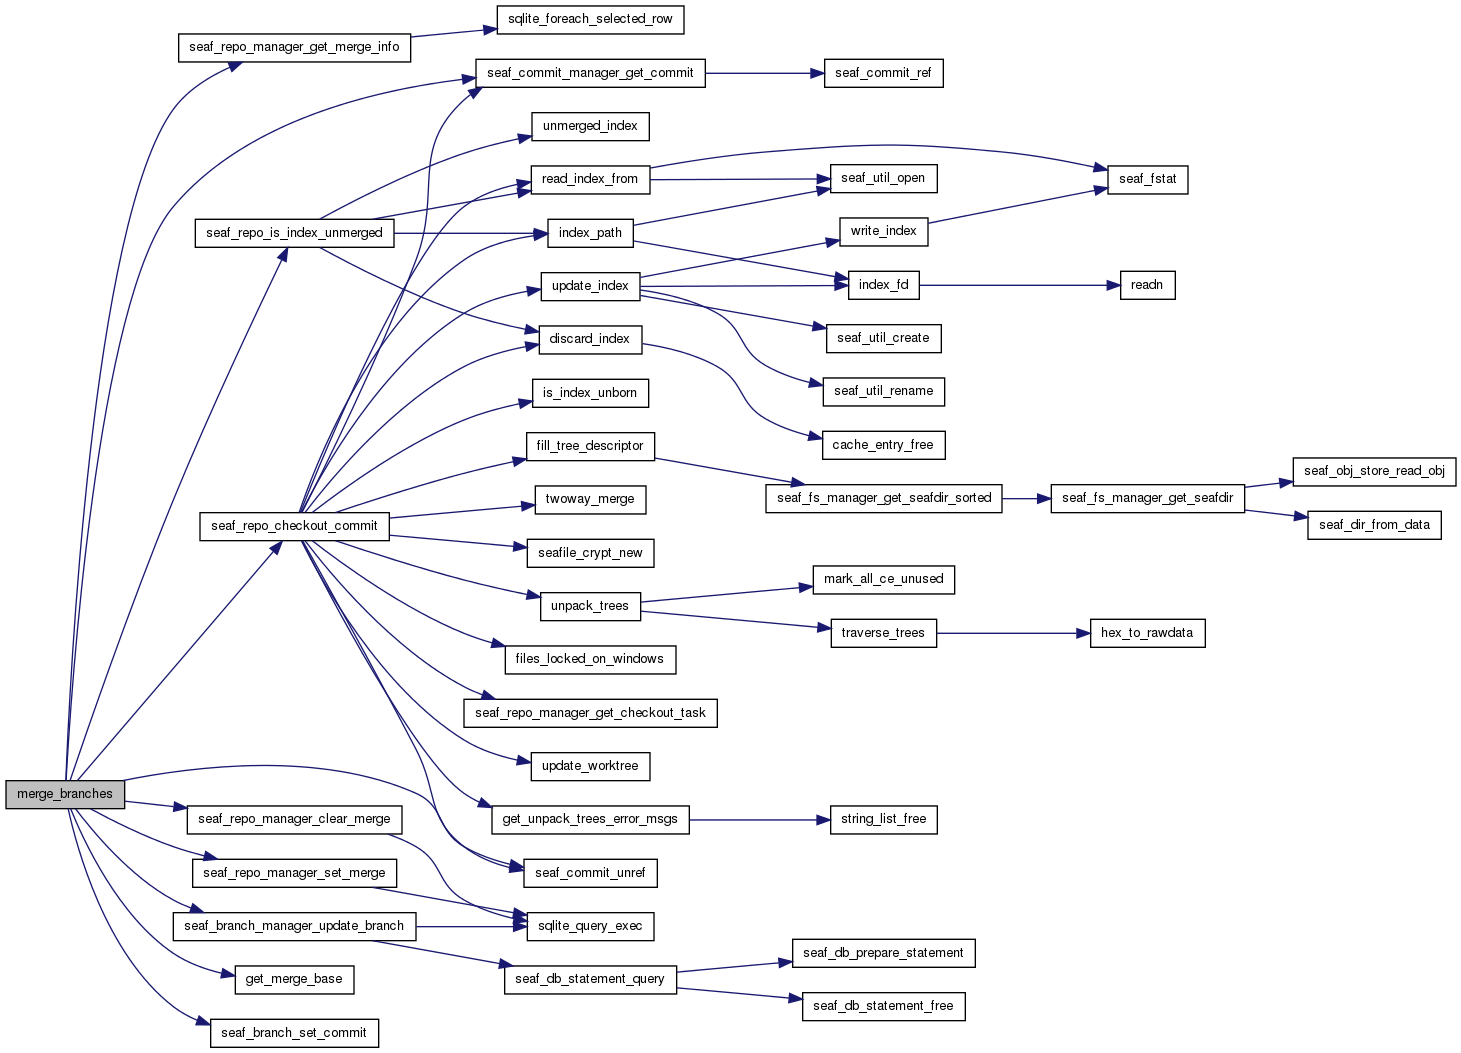 sqlite_foreach_selected_row
seaf_repo_manager_get_merge_info
seaf_commit_manager_get_commit
seaf_commit_ref
unmerged_index
read_index_from
seaf_util_open
seaf_fstat
seaf_repo_is_index_unmerged
index_path
write_index
update_index
index_fd
readn
discard_index
seaf_util_create
is_index_unborn
seaf_util_rename
fill_tree_descriptor
cache_entry_free
seaf_obj_store_read_obj
twoway_merge
seaf_fs_manager_get_seafdir_sorted
seaf_fs_manager_get_seafdir
seaf_repo_checkout_commit
seaf_dir_from_data
seafile_crypt_new
mark_all_ce_unused
unpack_trees
traverse_trees
hex_to_rawdata
files_locked_on_windows
seaf_repo_manager_get_checkout_task
update_worktree
merge_branches
seaf_repo_manager_clear_merge
get_unpack_trees_error_msgs
string_list_free
seaf_repo_manager_set_merge
seaf_commit_unref
seaf_branch_manager_update_branch
sqlite_query_exec
seaf_db_prepare_statement
get_merge_base
seaf_db_statement_query
seaf_db_statement_free
seaf_branch_set_commit